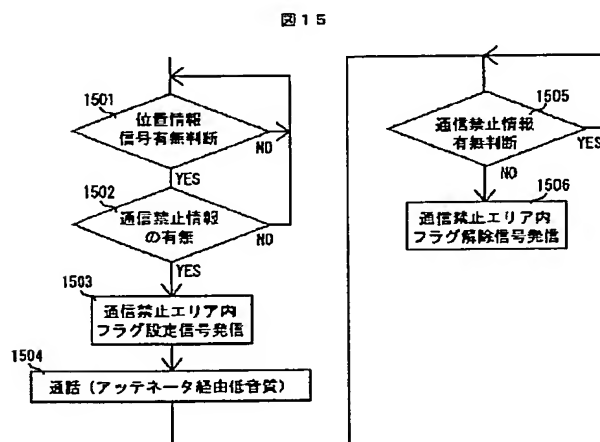 図15
1501
位置情報
信号有無判断
NO
YES
1502
通信禁止情報
の有無
NO
YES
1503
通信禁止エリア内
フラグ設定信号発信
1504
通話（アッテネータ経由低音質）
1505
通信禁止情報
有無判断
YES
NO
1506
通信禁止エリア内
フラグ解除信号発信